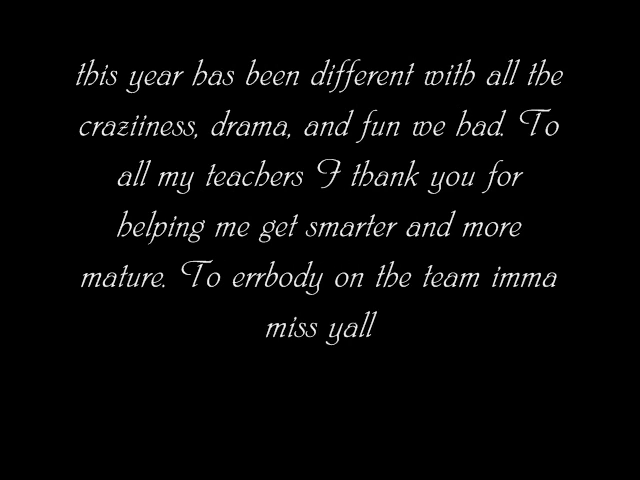 this year has been different with all the
craziiness, drama, and fun we had. To
all my teachers I thank you for
helping me get smarter and more
mature. To errbody on the team imma
miss yall